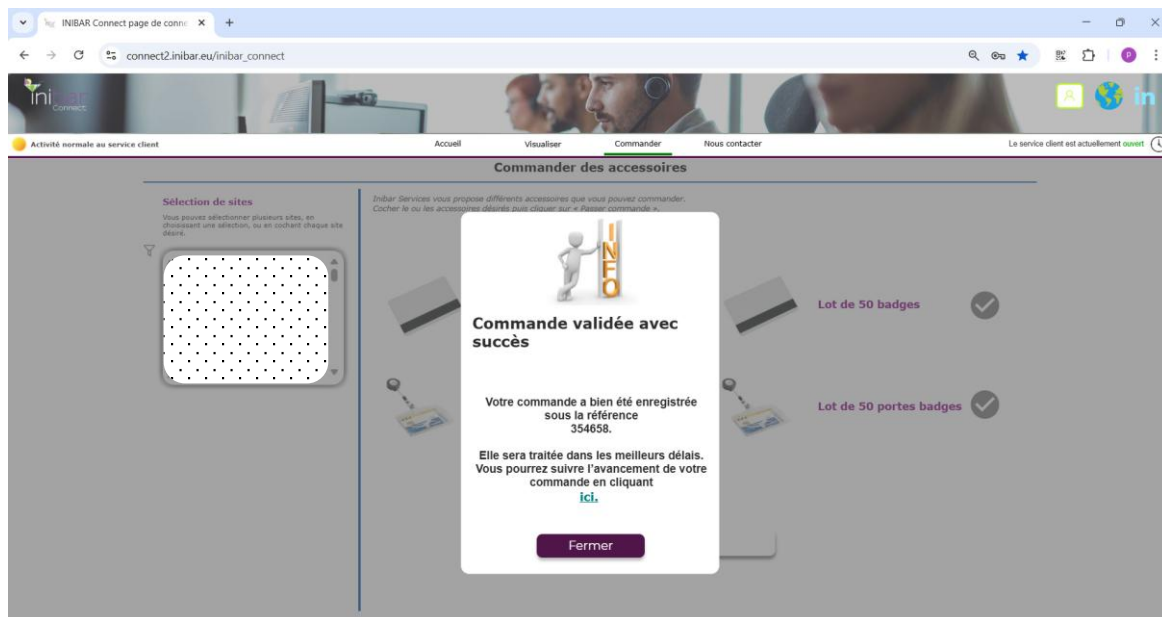 INIBAR Connect page de conne
connect2.inibar.eu/inibar_connect
P
inibar
Connect
in
Activité normale au service client
Accueil
Visualiser
Commander
Nous contacter
Le service client est actuellement ouvert
Commander des accessoires
Sélection de sites
Vous pouvez sélectionner plusieurs sites, en
choisissant une sélection, ou en cochant chaque site
désiré.
Inibar Services vous propose différents accessoires que vous pouvez commander.
Cocher le ou les accessoires désirés puis cliquer sur « Passer commande ».
INFO
Commande validée avec
succès
Votre commande a bien été enregistrée
sous la référence
354658.
Elle sera traitée dans les meilleurs délais.
Vous pourrez suivre l'avancement de votre
commande en cliquant
ici.
Fermer
Lot de 50 badges
Lot de 50 portes badges